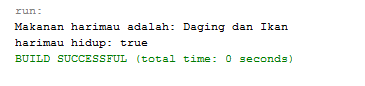 run:
Makanan harimau adalah: Daging dan Ikan
harimau hidup: true
BUILD SUCCESSFUL (total time: 0 seconds)